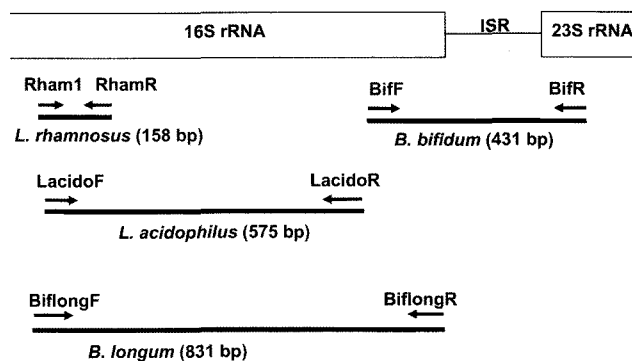 16S rRNA
ISR
23S rRNA
Rham1 RhamR
L. rhamnosus (158 bp)
BifF BifR
B. bifidum (431 bp)
LacidoF LacidoR
L. acidophilus (575 bp)
BiflongF BiflongR
B. longum (831 bp)